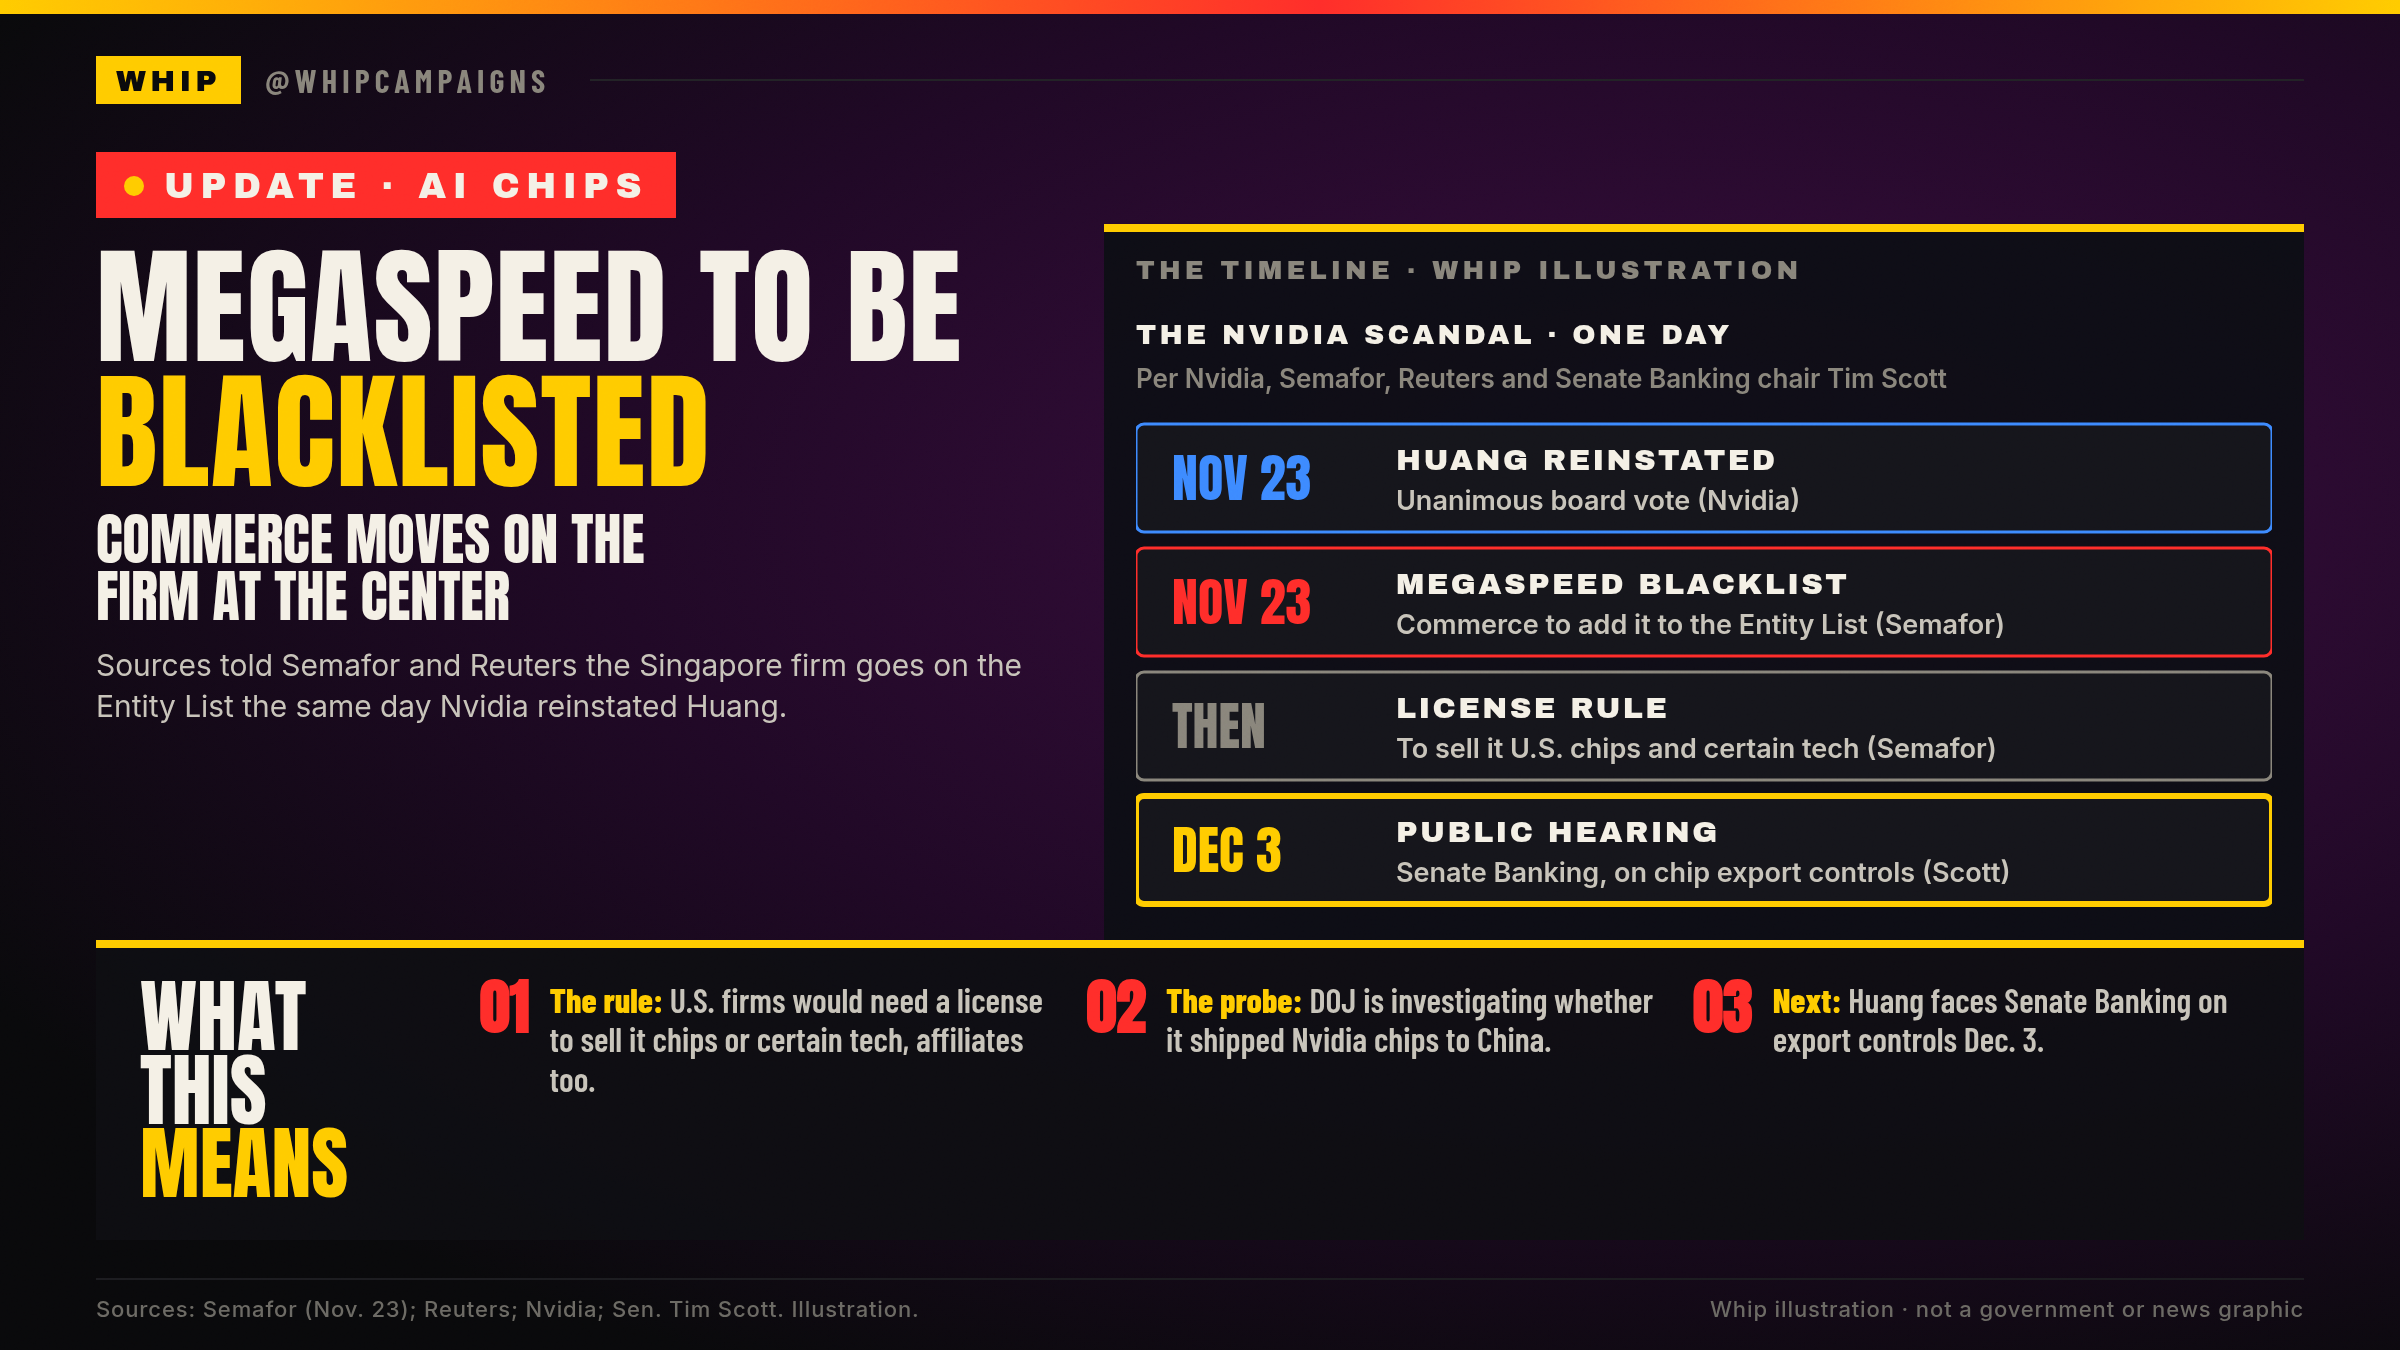 WHIP @WHIPCAMPAIGNS
UPDATE · AI CHIPS
MEGASPEED TO BE
BLACKLISTED
COMMERCE MOVES ON THE
FIRM AT THE CENTER
Sources told Semafor and Reuters the Singapore firm goes on the
Entity List the same day Nvidia reinstated Huang.
THE TIMELINE · WHIP ILLUSTRATION
THE NVIDIA SCANDAL · ONE DAY
Per Nvidia, Semafor, Reuters and Senate Banking chair Tim Scott
NOV 23
HUANG REINSTATED
Unanimous board vote (Nvidia)
NOV 23
MEGASPEED BLACKLIST
Commerce to add it to the Entity List (Semafor)
THEN
LICENSE RULE
To sell it U.S. chips and certain tech (Semafor)
DEC 3
PUBLIC HEARING
Senate Banking, on chip export controls (Scott)
WHAT
THIS
MEANS
01 The rule: U.S. firms would need a license
to sell it chips or certain tech, affiliates
too.
02 The probe: DOJ is investigating whether
it shipped Nvidia chips to China.
03 Next: Huang faces Senate Banking on
export controls Dec. 3.
Sources: Semafor (Nov. 23); Reuters; Nvidia; Sen. Tim Scott. Illustration.
Whip illustration · not a government or news graphic